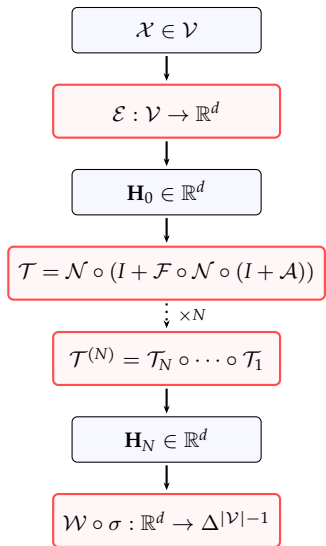 𝒳 ∈ 𝒱
ℰ : 𝒱 → ℝ^d
𝐇₀ ∈ ℝ^d
𝒯 = 𝒩 ∘ (I + ℱ ∘ 𝒩 ∘ (I + 𝒜))
×N
𝒯^(N) = 𝒯_N ∘ ⋯ ∘ 𝒯₁
𝐇_N ∈ ℝ^d
𝒲 ∘ σ : ℝ^d → Δ^{|𝒱|−1}